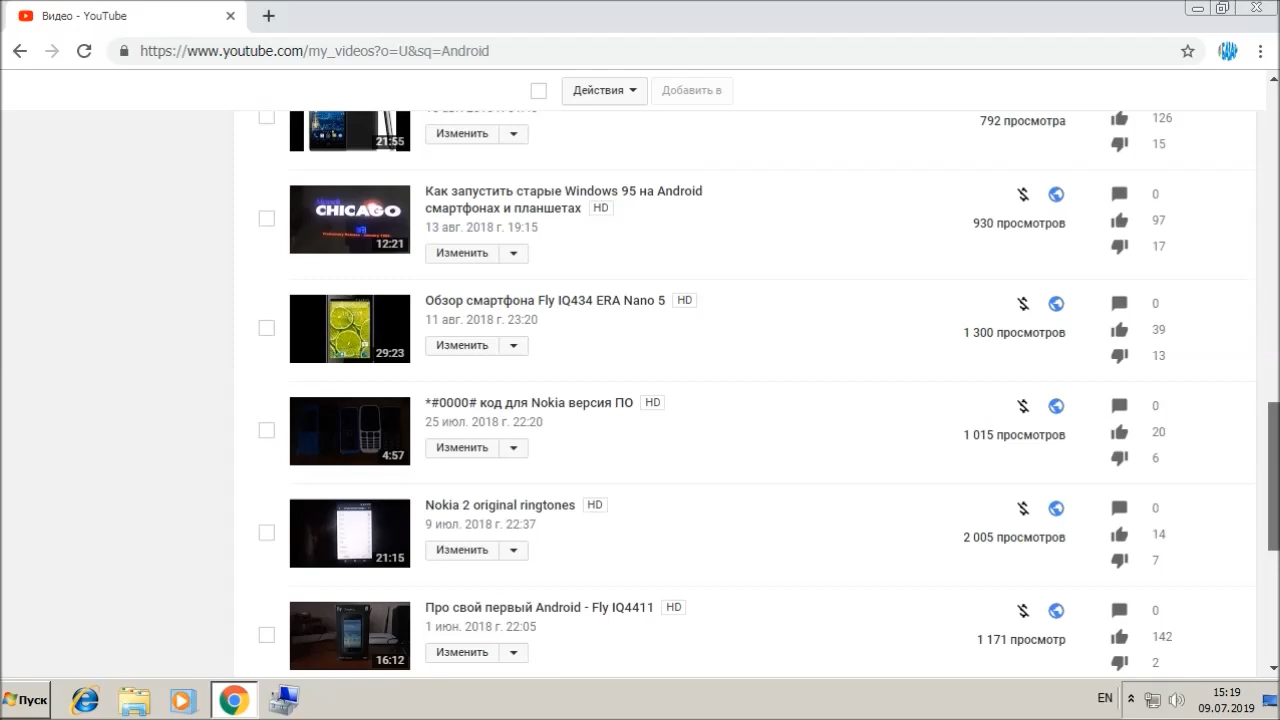 Видео - YouTube
https://www.youtube.com/my_videos?o=U&sq=Android
Действия
Добавить в
21:55
Изменить
792 просмотра
126
15
CHICAGO
12:21
Как запустить старые Windows 95 на Android
смартфонах и планшетах HD
13 авг. 2018 г. 19:15
Изменить
930 просмотров
0
97
17
29:23
Обзор смартфона Fly IQ434 ERA Nano 5 HD
11 авг. 2018 г. 23:20
Изменить
1 300 просмотров
0
39
13
4:57
*#0000# код для Nokia версия ПО HD
25 июл. 2018 г. 22:20
Изменить
1 015 просмотров
0
20
6
21:15
Nokia 2 original ringtones HD
9 июл. 2018 г. 22:37
Изменить
2 005 просмотров
0
14
7
16:12
Про свой первый Android - Fly IQ4411 HD
1 июн. 2018 г. 22:05
Изменить
1 171 просмотр
0
142
2
Пуск
EN
15:19
09.07.2019